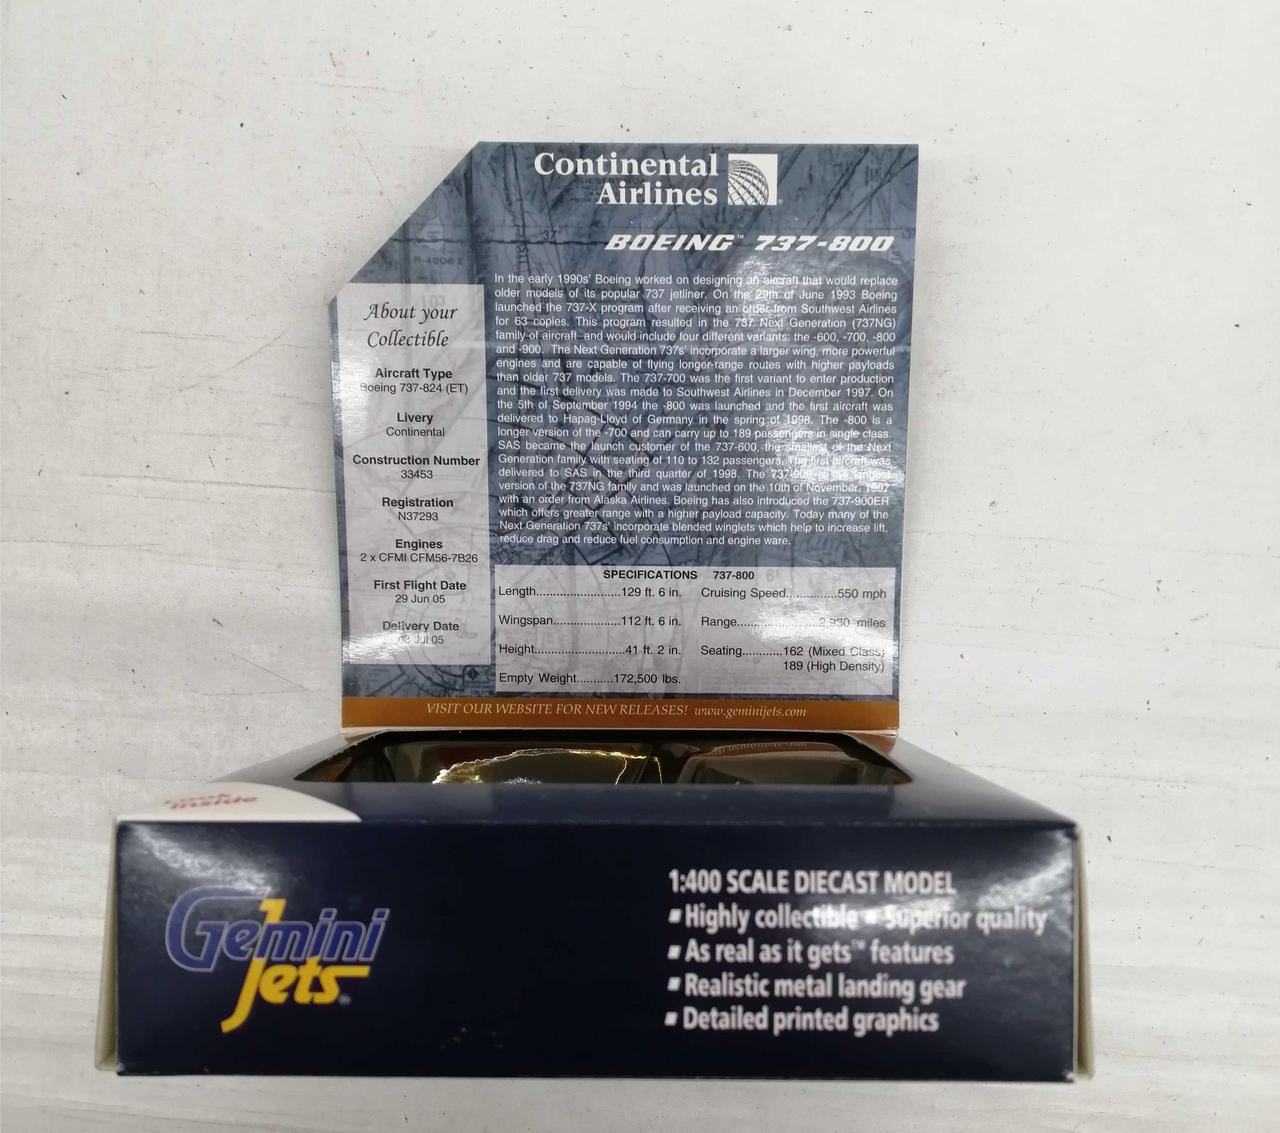 Continental
Airlines
BOEING™ 737-800
In the early 1990s' Boeing worked on designing an aircraft that would replace
older models of its popular 737 jetliner. On the 29th of June 1993 Boeing
launched the 737-X program after receiving an order from Southwest Airlines
for 63 copies. This program resulted in the 737 Next Generation (737NG)
family of aircraft and would include four different variants: the -600, -700, -800
and -900. The Next Generation 737s' incorporate a larger wing, more powerful
engines and are capable of flying longer-range routes with higher payloads
than older 737 models. The 737-700 was the first variant to enter production
and the first delivery was made to Southwest Airlines in December 1997. On
the 5th of September 1994 the -800 was launched and the first aircraft was
delivered to Hapag-Lloyd of Germany in the spring of 1998. The -800 is a
longer version of the -700 and can carry up to 189 passengers in single class.
SAS became the launch customer of the 737-600, the smallest of the Next
Generation family with seating of 110 to 132 passengers. The first aircraft was
delivered to SAS in the third quarter of 1998. The 737-900 is the longest
version of the 737NG family and was launched on the 10th of November, 1997
with an order from Alaska Airlines. Boeing has also introduced the 737-900ER
which offers greater range with a higher payload capacity. Today many of the
Next Generation 737s' incorporate blended winglets which help to increase lift,
reduce drag and reduce fuel consumption and engine ware.
About your
Collectible
Aircraft Type
Boeing 737-824 (ET)
Livery
Continental
Construction Number
33453
Registration
N37293
Engines
2 x CFMI CFM56-7B26
First Flight Date
29 Jun 05
Delivery Date
Jul 05
SPECIFICATIONS 737-800
Length.......................129 ft. 6 in. Cruising Speed..............550 mph
Wingspan...................112 ft. 6 in. Range.......................2,930 miles
Height.........................41 ft. 2 in. Seating...........162 (Mixed Class)
189 (High Density)
Empty Weight..........172,500 lbs.
VISIT OUR WEBSITE FOR NEW RELEASES! www.geminijets.com
inside
Gemini
Jets®
1:400 SCALE DIECAST MODEL
▪ Highly collectible ▪ Superior quality
▪ As real as it gets™ features
▪ Realistic metal landing gear
▪ Detailed printed graphics